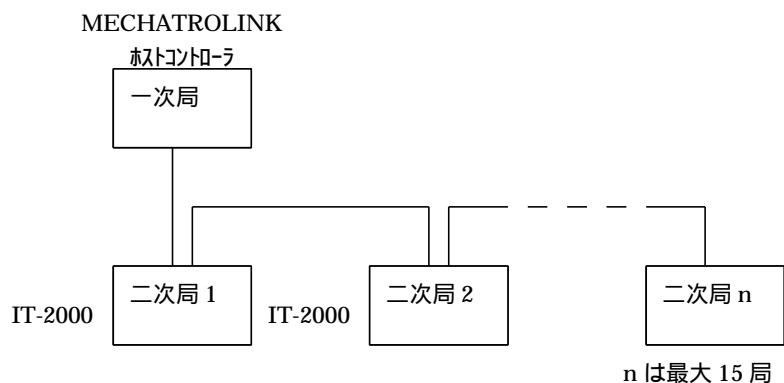 MECHATROLINK
ホストコントローラ
一次局
二次局 1
二次局 2
二次局 n
IT-2000
IT-2000
n は最大 15 局